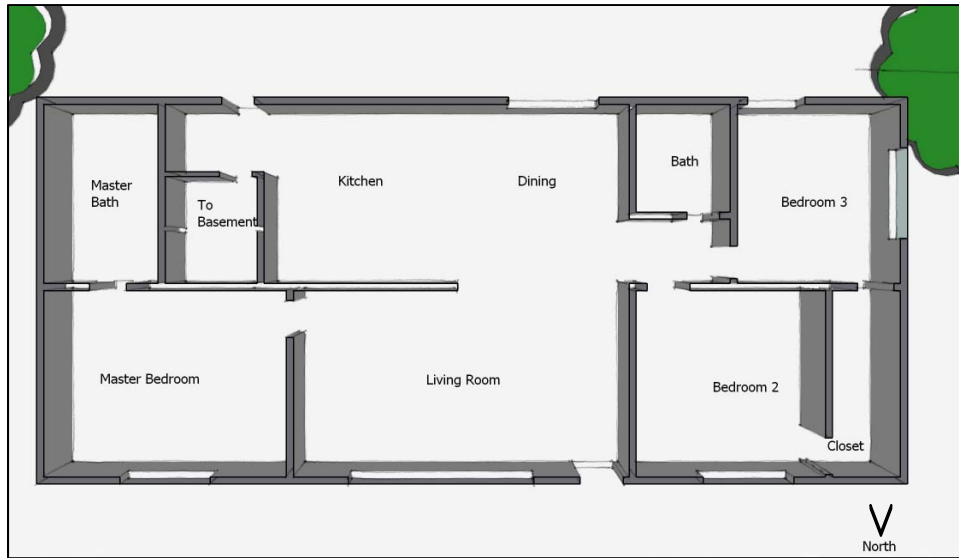 Master
Bath
To
Basement
Kitchen
Dining
Bath
Bedroom 3
Master Bedroom
Living Room
Bedroom 2
Closet
North